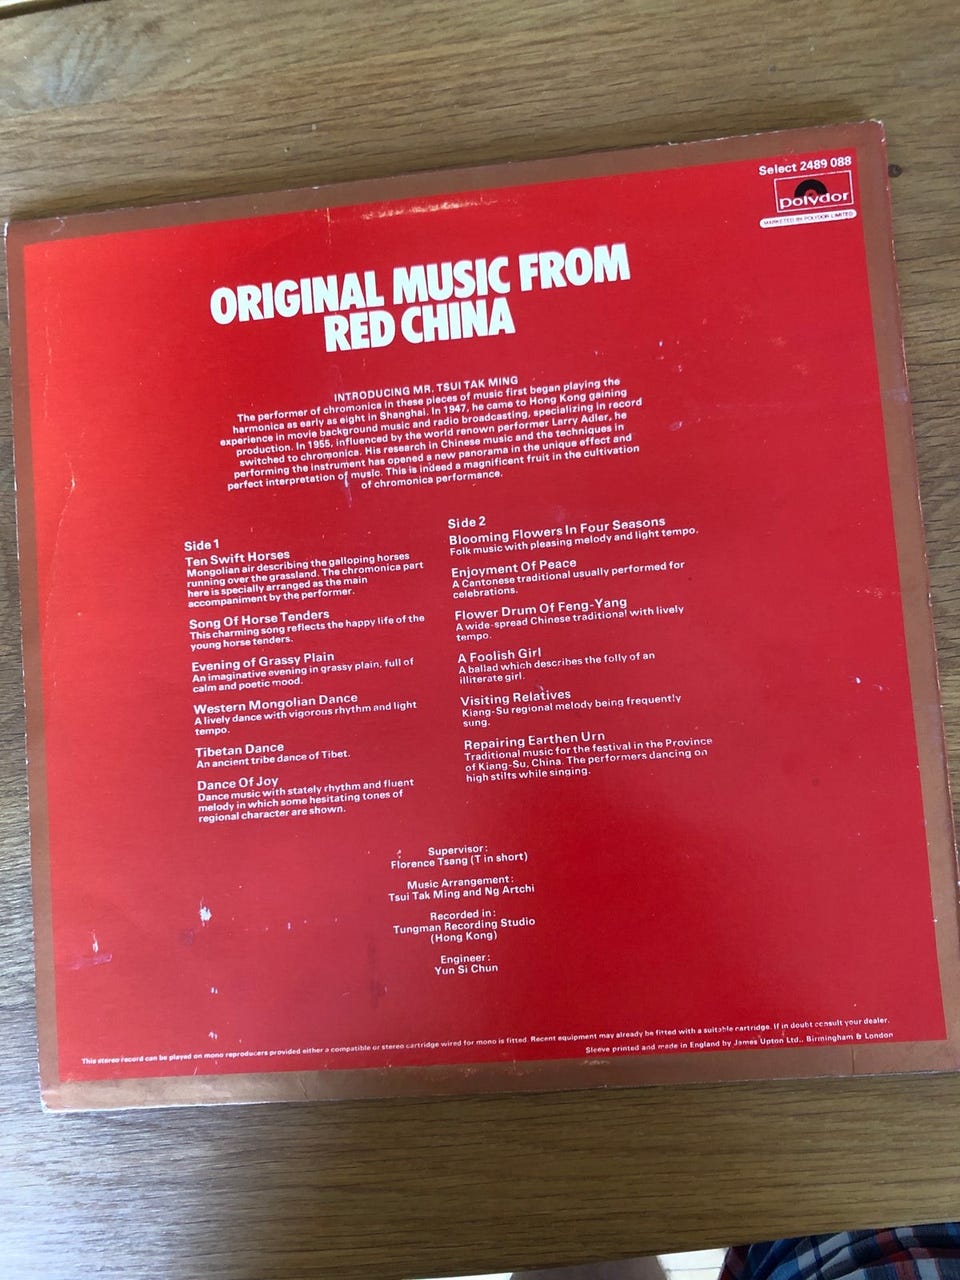 Select 2489 088
polydor
MARKETED BY POLYDOR LIMITED
ORIGINAL MUSIC FROM
RED CHINA
INTRODUCING MR. TSUI TAK MING
The performer of chromonica in these pieces of music first began playing the
harmonica as early as eight in Shanghai. In 1947, he came to Hong Kong gaining
experience in movie background music and radio broadcasting, specializing in record
production. In 1955, influenced by the world renown performer Larry Adler, he
switched to chromonica. His research in Chinese music and the techniques in
performing the instrument has opened a new panorama in the unique effect and
perfect interpretation of music. This is indeed a magnificent fruit in the cultivation
of chromonica performance.
Side 1
Ten Swift Horses
Mongolian air describing the galloping horses
running over the grassland. The chromonica part
here is specially arranged as the main
accompaniment by the performer.
Song Of Horse Tenders
This charming song reflects the happy life of the
young horse tenders.
Evening of Grassy Plain
An imaginative evening in grassy plain, full of
calm and poetic mood.
Western Mongolian Dance
A lively dance with vigorous rhythm and light
tempo.
Tibetan Dance
An ancient tribe dance of Tibet.
Dance Of Joy
Dance music with stately rhythm and fluent
melody in which some hesitating tones of
regional character are shown.
Side 2
Blooming Flowers In Four Seasons
Folk music with pleasing melody and light tempo.
Enjoyment Of Peace
A Cantonese traditional usually performed for
celebrations.
Flower Drum Of Feng-Yang
A wide-spread Chinese traditional with lively
tempo.
A Foolish Girl
A ballad which describes the folly of an
illiterate girl.
Visiting Relatives
Kiang-Su regional melody being frequently
sung.
Repairing Earthen Urn
Traditional music for the festival in the Province
of Kiang-Su, China. The performers dancing on
high stilts while singing.
Supervisor:
Florence Tsang (T in short)
Music Arrangement:
Tsui Tak Ming and Ng Artchi
Recorded in:
Tungman Recording Studio
(Hong Kong)
Engineer:
Yun Si Chun
This stereo record can be played on mono reproducers provided either a compatible or stereo cartridge wired for mono is fitted. Recent equipment may already be fitted with a suitable cartridge. If in doubt consult your dealer.
Sleeve printed and made in England by James Upton Ltd., Birmingham & London